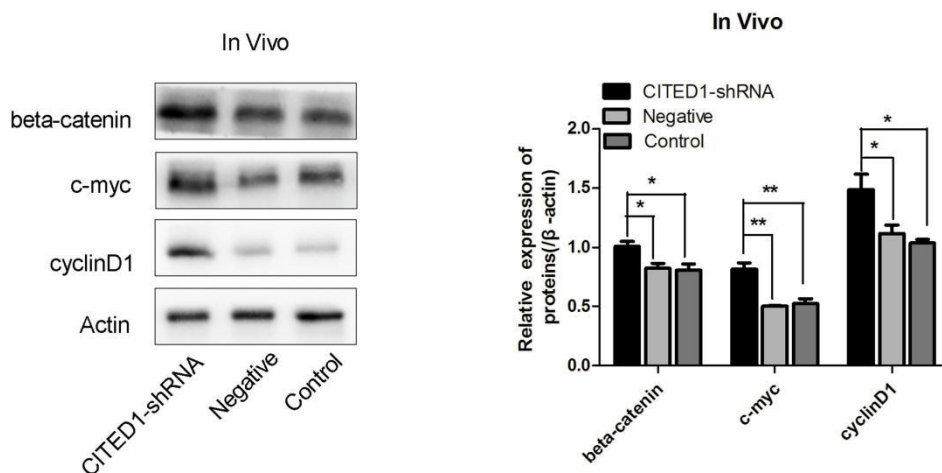 In Vivo
beta-catenin
c-myc
cyclinD1
Actin
CITED1-shRNA
Negative
Control
In Vivo
CITED1-shRNA
Negative
Control
Relative expression of
proteins(/β -actin)
2.0
1.5
1.0
0.5
0.0
*
*
**
**
*
*
beta-catenin
c-myc
cyclinD1